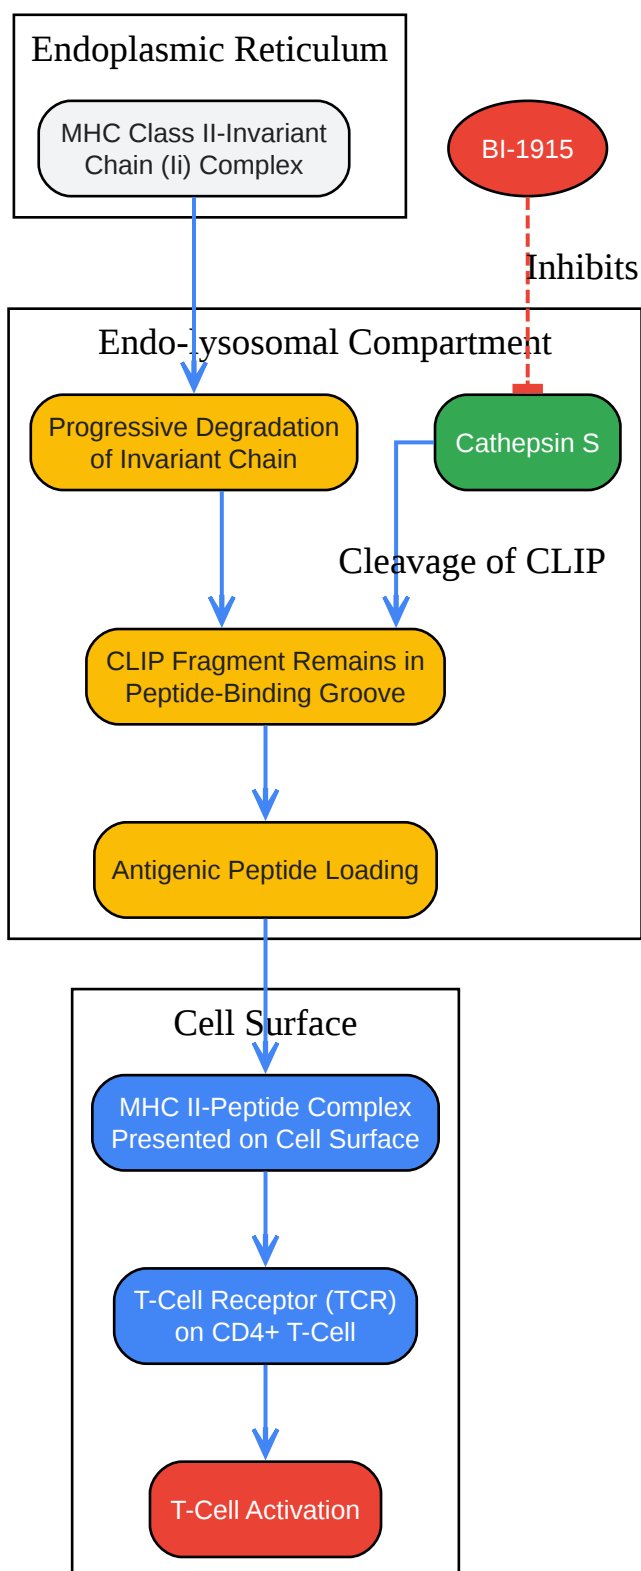 Endoplasmic Reticulum
MHC Class II-Invariant
Chain (Ii) Complex
BI-1915
Inhibits
Endo-lysosomal Compartment
Progressive Degradation
of Invariant Chain
Cathepsin S
Cleavage of CLIP
CLIP Fragment Remains in
Peptide-Binding Groove
Antigenic Peptide Loading
Cell Surface
MHC II-Peptide Complex
Presented on Cell Surface
T-Cell Receptor (TCR)
on CD4+ T-Cell
T-Cell Activation